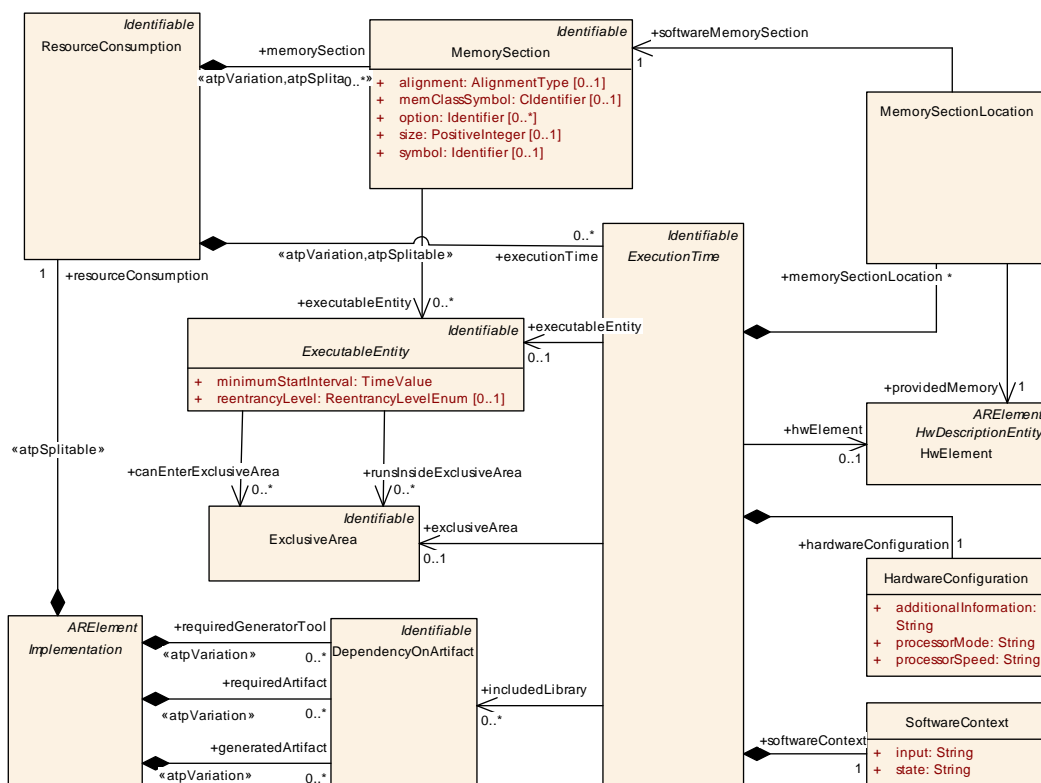 Identifiable
ResourceConsumption
+memorySection
«atpVariation,atpSplita
0..*
»
Identifiable
MemorySection
+ alignment: AlignmentType [0..1]
+ memClassSymbol: CIdentifier [0..1]
+ option: Identifier [0..*]
+ size: PositiveInteger [0..1]
+ symbol: Identifier [0..1]
+softwareMemorySection
1
MemorySectionLocation
0..*
+executionTime
«atpVariation,atpSplitable»
Identifiable
ExecutionTime
1
+resourceConsumption
+memorySectionLocation *
+executableEntity
0..*
Identifiable
ExecutableEntity
+ minimumStartInterval: TimeValue
+ reentrancyLevel: ReentrancyLevelEnum [0..1]
+executableEntity
0..1
+providedMemory
1
ARElement
HwDescriptionEntity
HwElement
+hwElement
0..1
«atpSplitable»
+canEnterExclusiveArea
0..*
+runsInsideExclusiveArea
0..*
Identifiable
ExclusiveArea
+exclusiveArea
0..1
+hardwareConfiguration
1
HardwareConfiguration
+ additionalInformation:
String
+ processorMode: String
+ processorSpeed: String
ARElement
Implementation
+requiredGeneratorTool
«atpVariation»
0..*
+requiredArtifact
«atpVariation»
0..*
+generatedArtifact
«atpVariation»
0..*
Identifiable
DependencyOnArtifact
+includedLibrary
0..*
+softwareContext
1
SoftwareContext
+ input: String
+ state: String